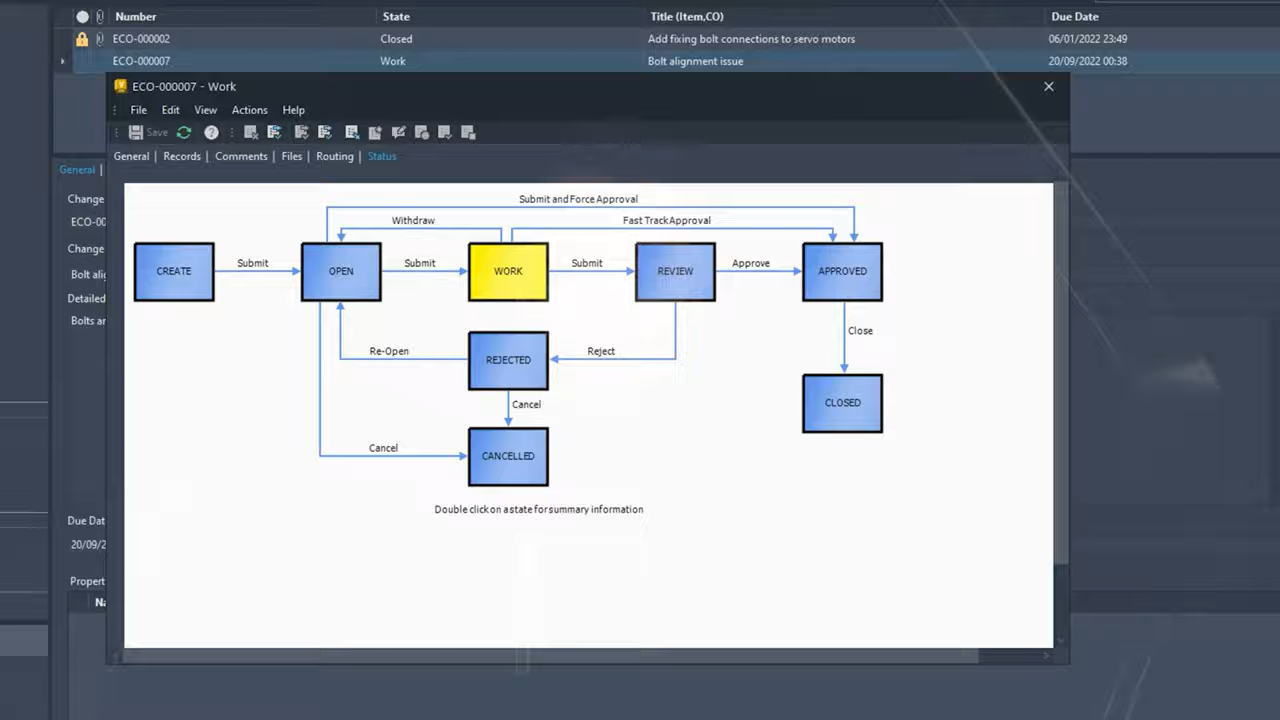 Number State Title (Item,CO) Due Date
ECO-000002 Closed Add fixing bolt connections to servo motors 06/01/2022 23:49
ECO-000007 Work Bolt alignment issue 20/09/2022 00:38
ECO-000007 - Work
File Edit View Actions Help
Save
General | Records | Comments | Files | Routing | Status
General |
Change
ECO-00
Change
Bolt alig
Detailed
Bolts ar
Due Dat
20/09/2
Propert
Na
Submit and Force Approval
Withdraw Fast Track Approval
CREATE Submit OPEN Submit WORK Submit REVIEW Approve APPROVED
Close
Re-Open REJECTED Reject
Cancel CLOSED
Cancel CANCELLED
Double click on a state for summary information